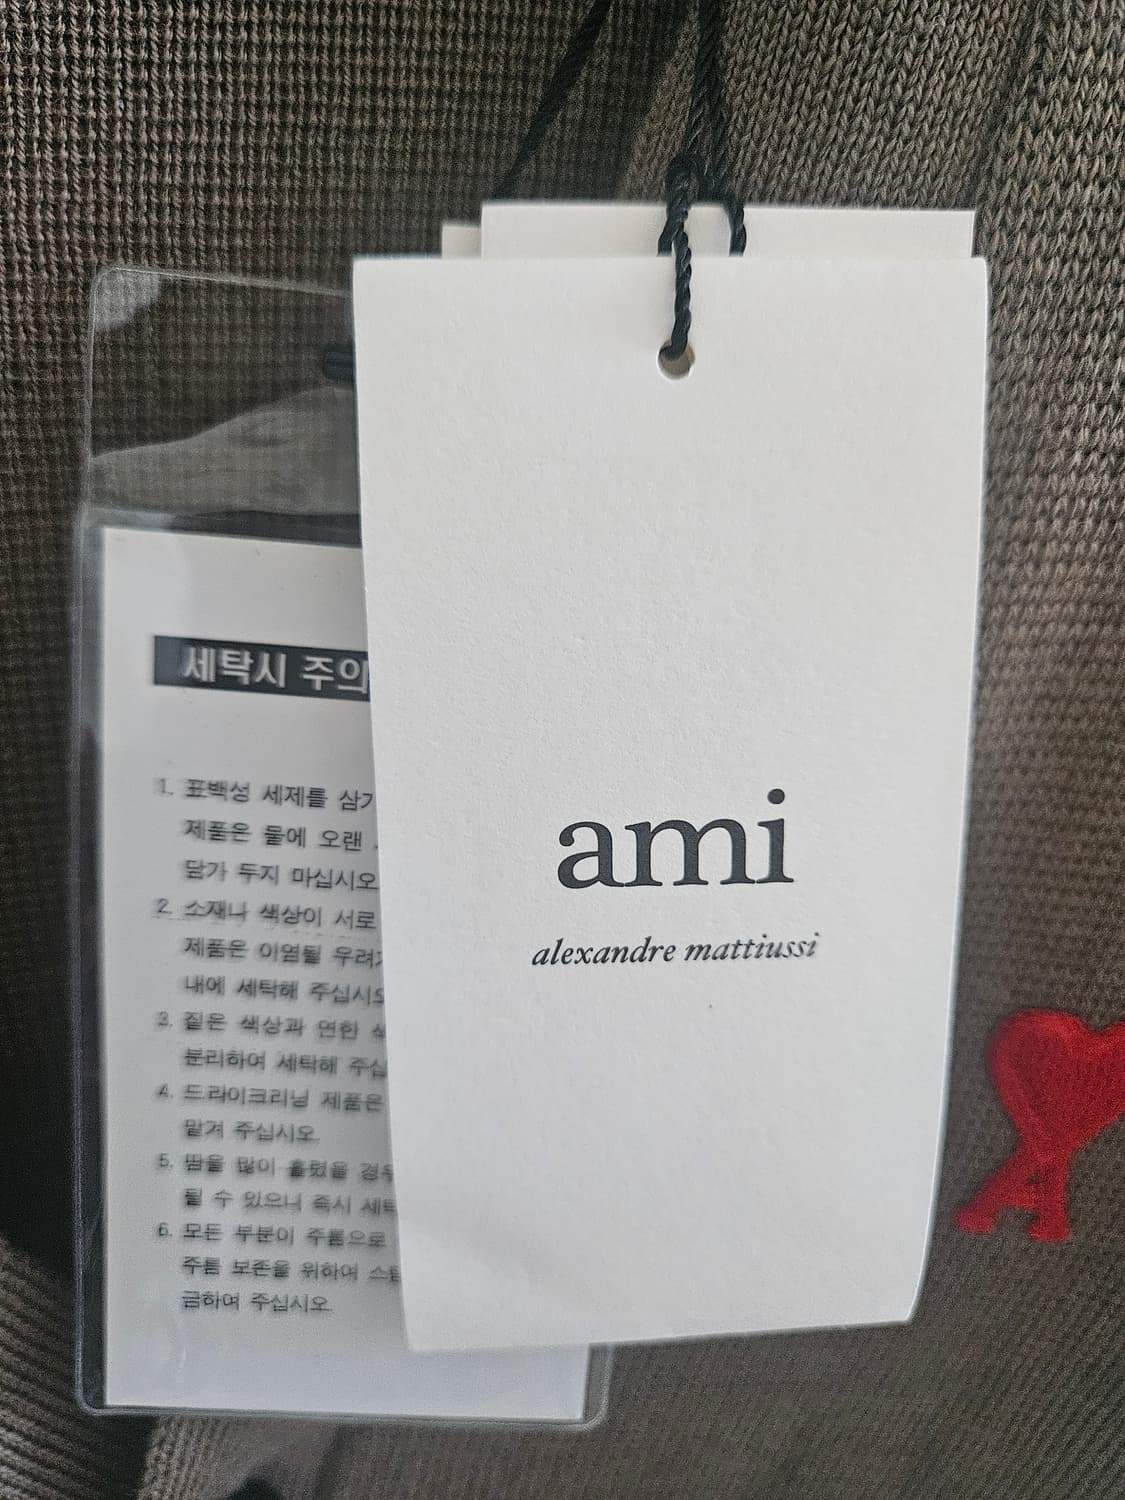 세탁시 주의
1. 표백성 세제를 삼가
제품은 물에 오랜
담가 두지 마십시오
2. 소재나 색상이 서로
제품은 이염될 우려가
내에 세탁해 주십시오
3. 짙은 색상과 연한
분리하여 세탁해 주십
4. 드라이크리닝 제품은
맡겨 주십시오.
5. 땀을 많이 흘렸을 경우
될 수 있으니 즉시 세탁
6. 모든 부분이 주름으로
주름 보존을 위하여 스팀
금하여 주십시오.
ami
alexandre mattiussi